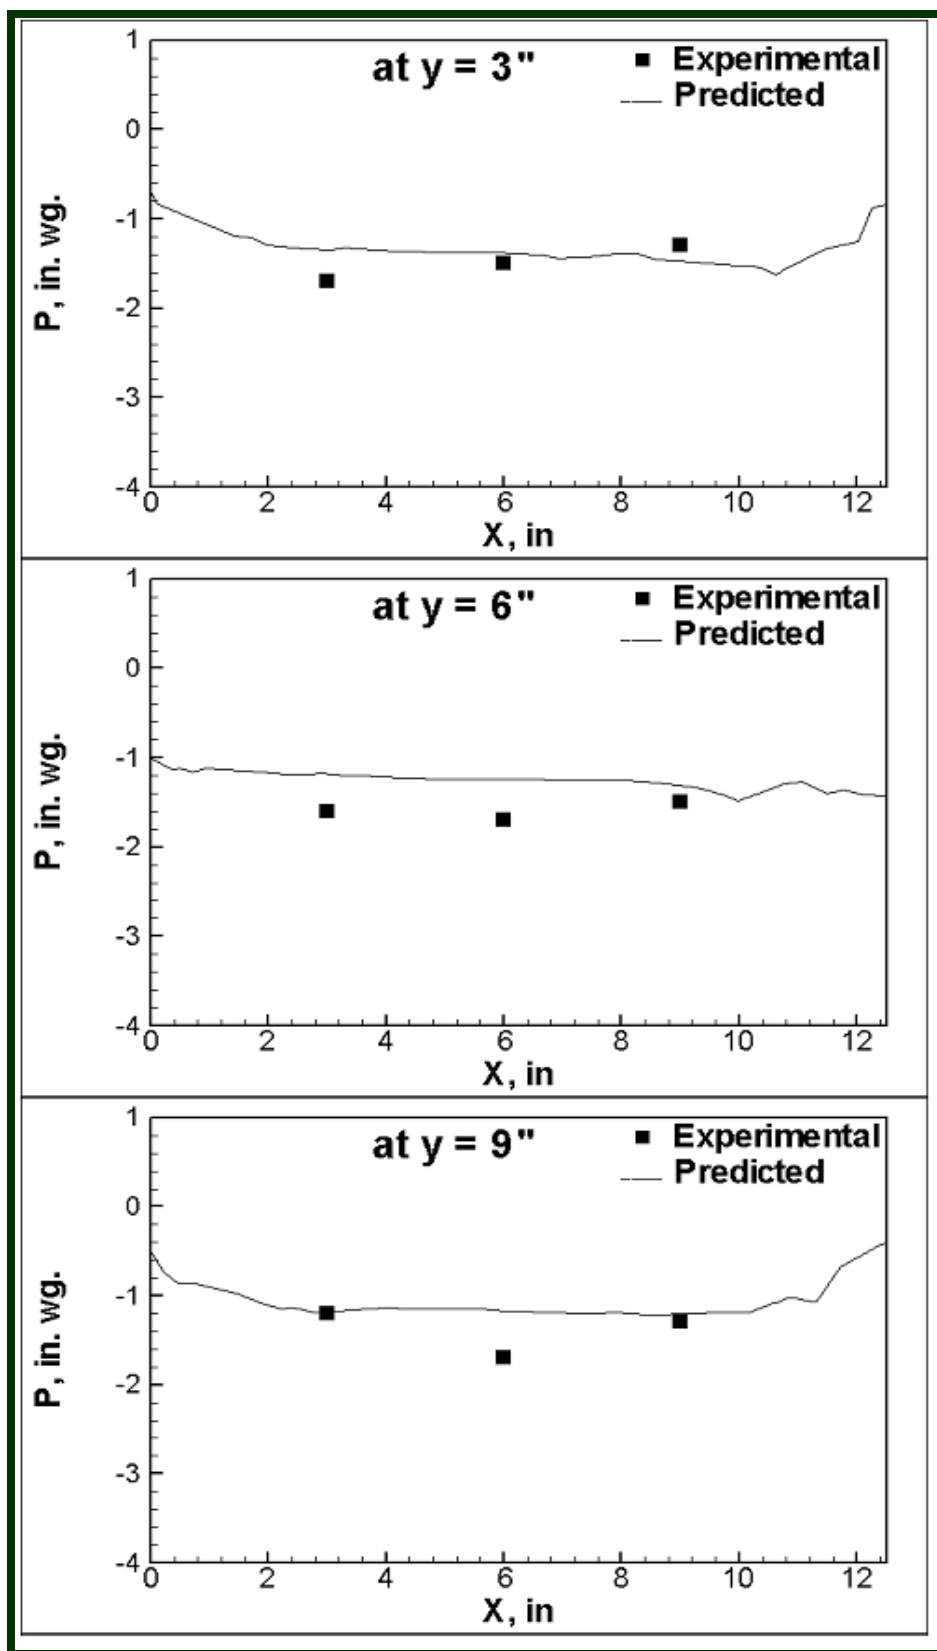 at y = 3"
Experimental
Predicted
1
0
-1
-2
-3
-4
P, in. wg.
0 2 4 6 8 10 12
X, in
at y = 6"
Experimental
Predicted
1
0
-1
-2
-3
-4
P, in. wg.
0 2 4 6 8 10 12
X, in
at y = 9"
Experimental
Predicted
1
0
-1
-2
-3
-4
P, in. wg.
0 2 4 6 8 10 12
X, in